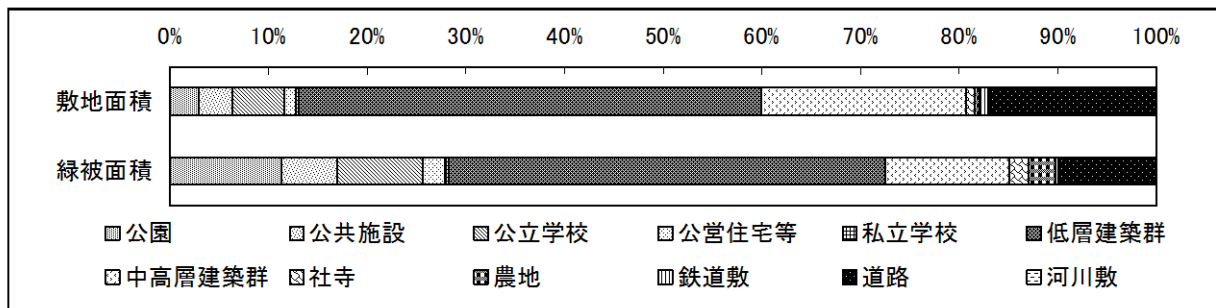 0% 10% 20% 30% 40% 50% 60% 70% 80% 90% 100%
敷地面積
緑被面積
公園 公共施設 公立学校 公営住宅等 私立学校 低層建築群
中高層建築群 社寺 農地 鉄道敷 道路 河川敷